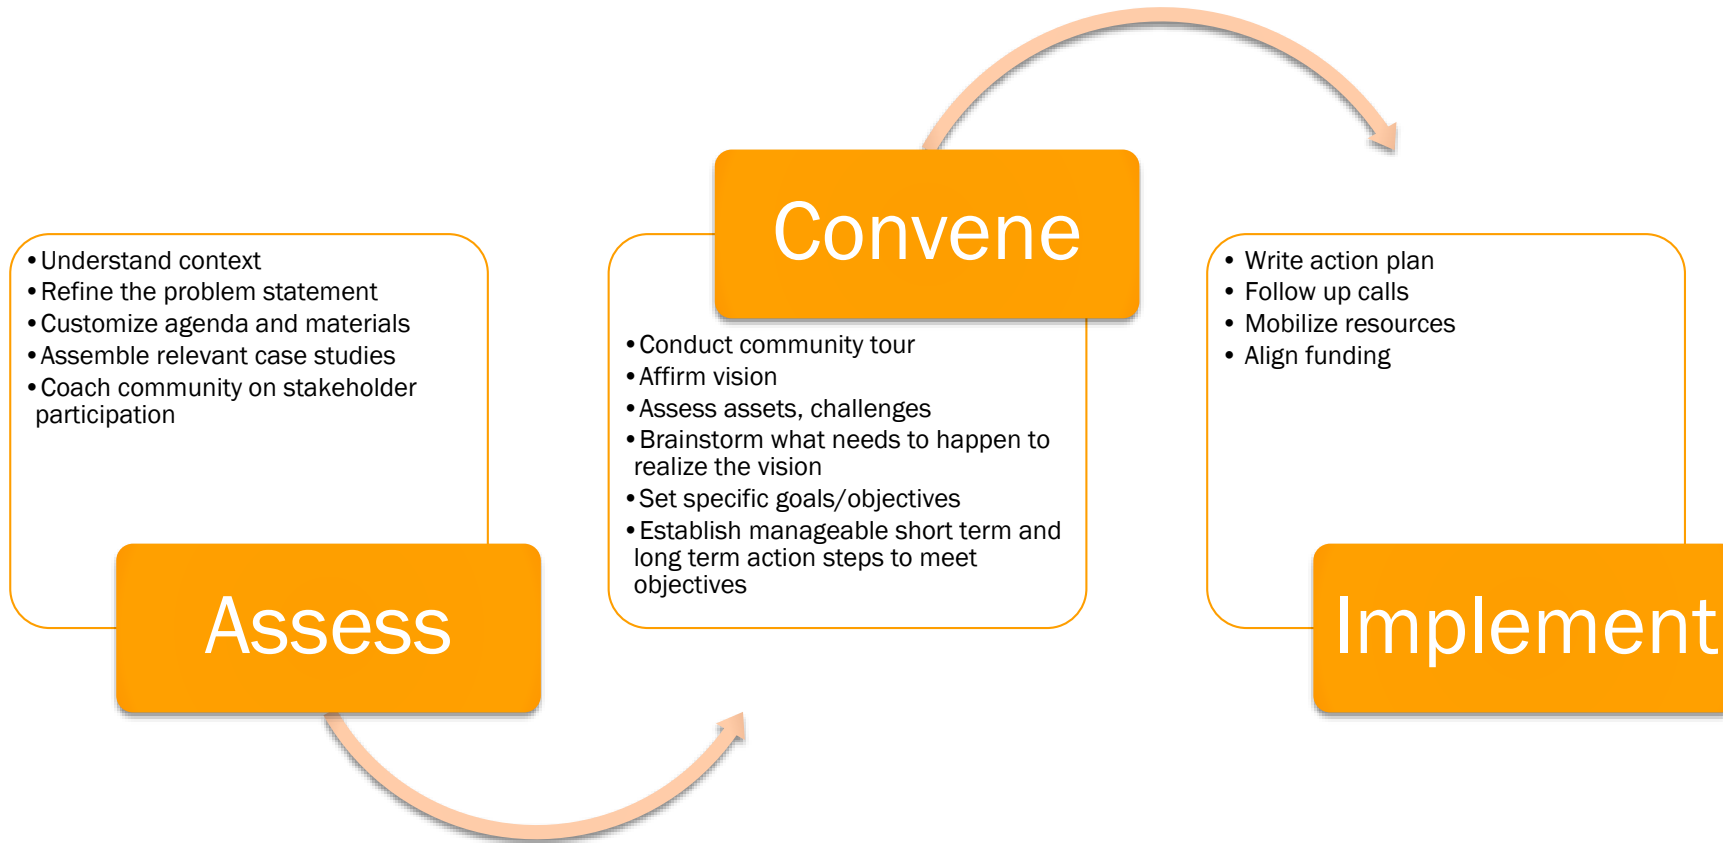 •Understand context
•Refine the problem statement
•Customize agenda and materials
•Assemble relevant case studies
•Coach community on stakeholder
participation
Assess
Convene
•Conduct community tour
•Affirm vision
•Assess assets, challenges
•Brainstorm what needs to happen to
realize the vision
•Set specific goals/objectives
•Establish manageable short term and
long term action steps to meet
objectives
• Write action plan
• Follow up calls
• Mobilize resources
• Align funding
Implement